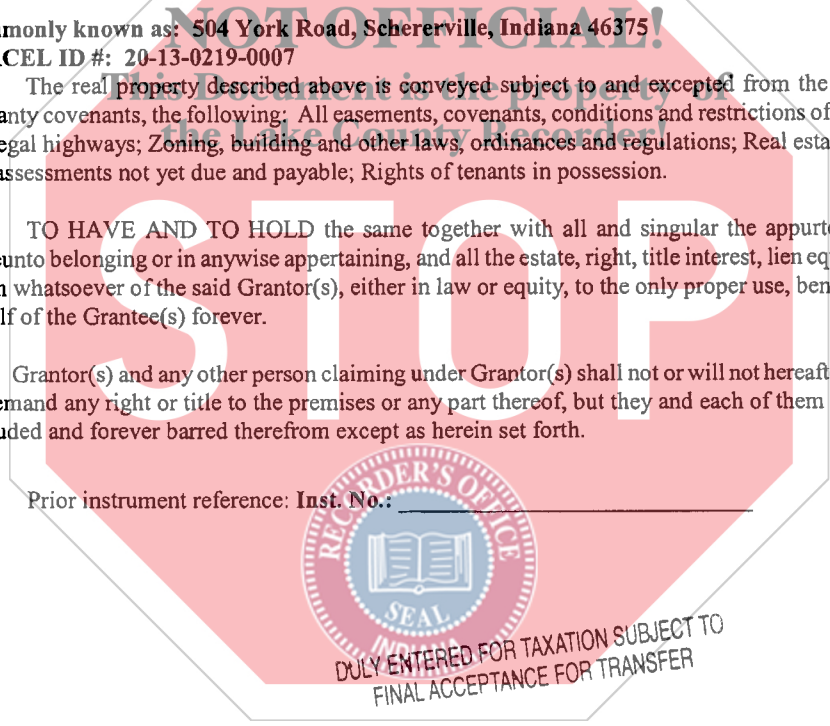 NOT OFFICIAL!
This Document is the property of
the Lake County Recorder!
STOP
monly known as: 504 York Road, Schererville, Indiana 46375
CEL ID #: 20-13-0219-0007
The real property described above is conveyed subject to and excepted from the
anty covenants, the following: All easements, covenants, conditions and restrictions of
egal highways; Zoning, building and other laws, ordinances and regulations; Real esta
assessments not yet due and payable; Rights of tenants in possession.
TO HAVE AND TO HOLD the same together with all and singular the appurt
unto belonging or in anywise appertaining, and all the estate, right, title interest, lien eq
whatsoever of the said Grantor(s), either in law or equity, to the only proper use, ben
lf of the Grantee(s) forever.
Grantor(s) and any other person claiming under Grantor(s) shall not or will not hereaft
emand any right or title to the premises or any part thereof, but they and each of them
uded and forever barred therefrom except as herein set forth.
Prior instrument reference: Inst. No.:
RECORDER'S OFFICE
SEAL
INDIANA
DULY ENTERED FOR TAXATION SUBJECT TO
FINAL ACCEPTANCE FOR TRANSFER